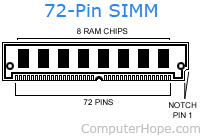 72-Pin SIMM
8 RAM CHIPS
72 PINS
NOTCH
PIN 1
ComputerHope.com